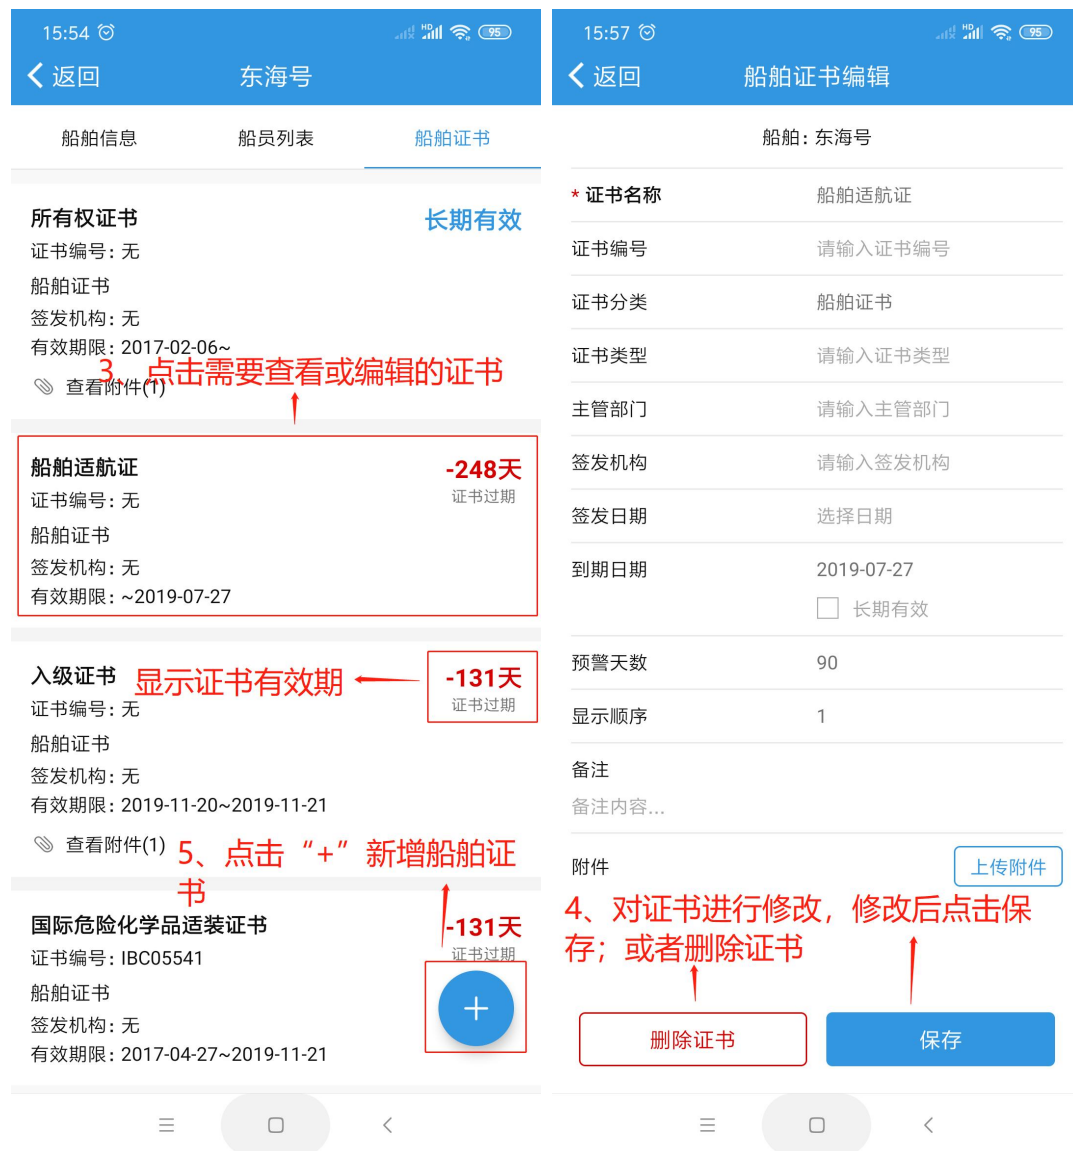 15:54
HD
95
返回
东海号
船舶信息
船员列表
船舶证书
所有权证书
长期有效
证书编号: 无
船舶证书
签发机构: 无
有效期限: 2017-02-06~
查看附件(1)
3、点击需要查看或编辑的证书
船舶适航证
-248天
证书编号: 无
证书过期
船舶证书
签发机构: 无
有效期限: ~2019-07-27
入级证书
显示证书有效期
-131天
证书编号: 无
证书过期
船舶证书
签发机构: 无
有效期限: 2019-11-20~2019-11-21
查看附件(1)
5、点击“+”新增船舶证
书
国际危险化学品适装证书
-131天
证书编号: IBC05541
证书过期
船舶证书
签发机构: 无
有效期限: 2017-04-27~2019-11-21
15:57
HD
95
返回
船舶证书编辑
船舶: 东海号
* 证书名称
船舶适航证
证书编号
请输入证书编号
证书分类
船舶证书
证书类型
请输入证书类型
主管部门
请输入主管部门
签发机构
请输入签发机构
签发日期
选择日期
到期日期
2019-07-27
长期有效
预警天数
90
显示顺序
1
备注
备注内容...
附件
上传附件
4、对证书进行修改，修改后点击保
存；或者删除证书
删除证书
保存